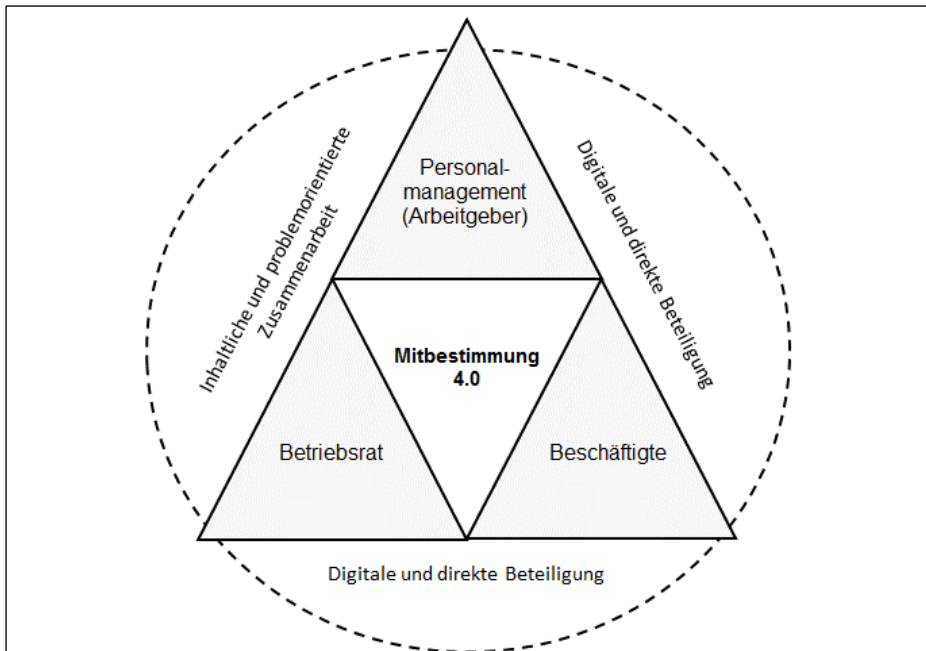 Inhaltliche und problemorientierte
Zusammenarbeit
Personal-
management
(Arbeitgeber)
Digitale und direkte Beteiligung
Mitbestimmung
4.0
Betriebsrat
Beschäftigte
Digitale und direkte Beteiligung